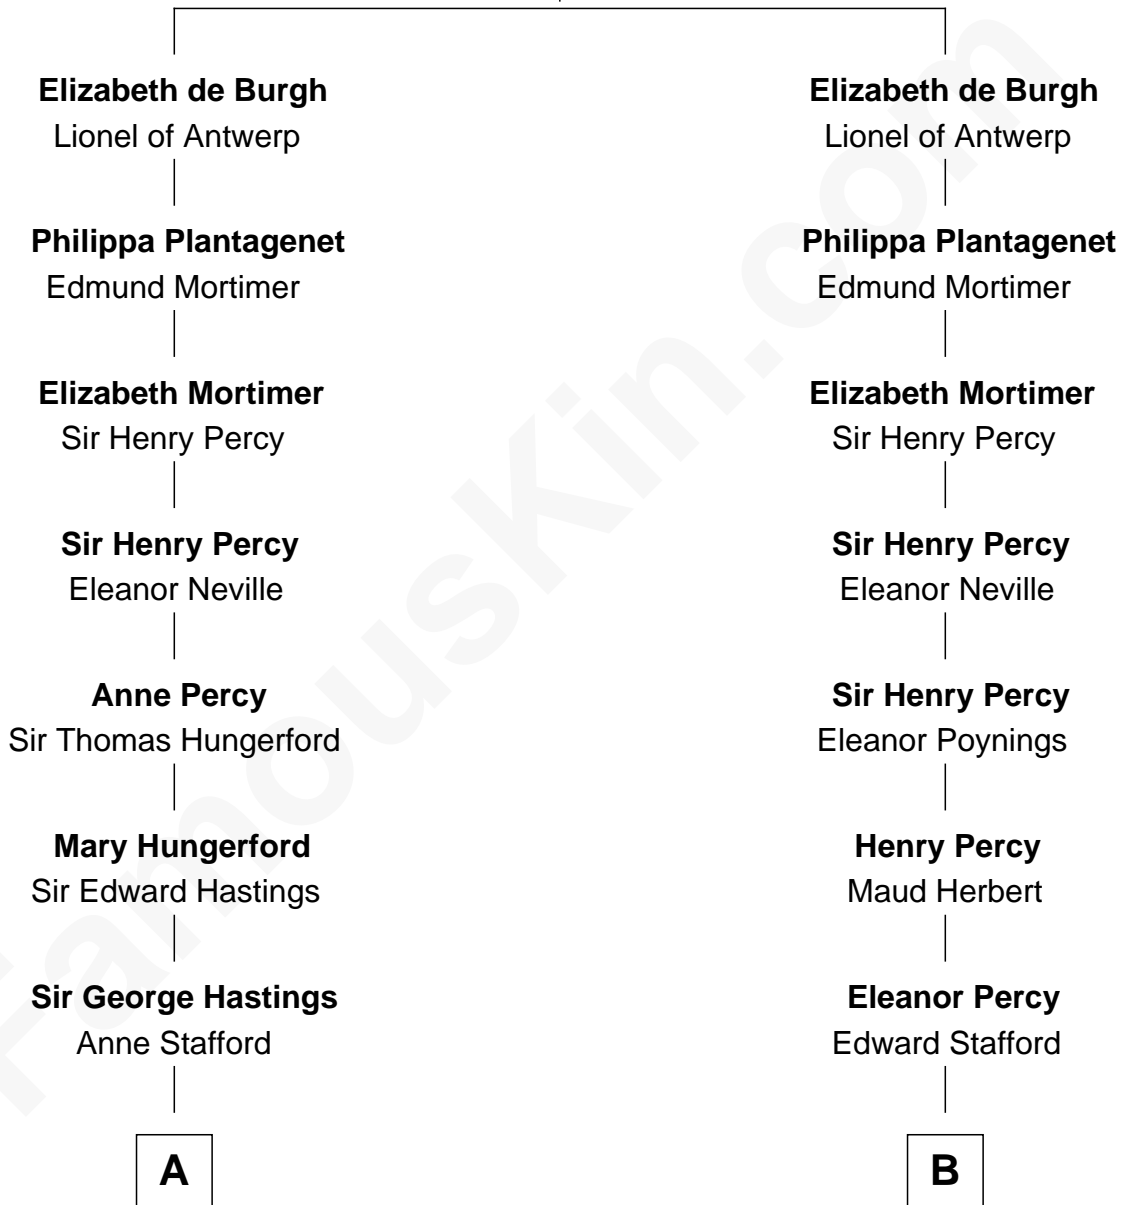 Elizabeth de Burgh
Lionel of Antwerp
Philippa Plantagenet
Edmund Mortimer
Elizabeth Mortimer
Sir Henry Percy
Sir Henry Percy
Eleanor Neville
Anne Percy
Sir Thomas Hungerford
Mary Hungerford
Sir Edward Hastings
Sir George Hastings
Anne Stafford
A
Elizabeth de Burgh
Lionel of Antwerp
Philippa Plantagenet
Edmund Mortimer
Elizabeth Mortimer
Sir Henry Percy
Sir Henry Percy
Eleanor Neville
Sir Henry Percy
Eleanor Poynings
Henry Percy
Maud Herbert
Eleanor Percy
Edward Stafford
B
FamousKin.com